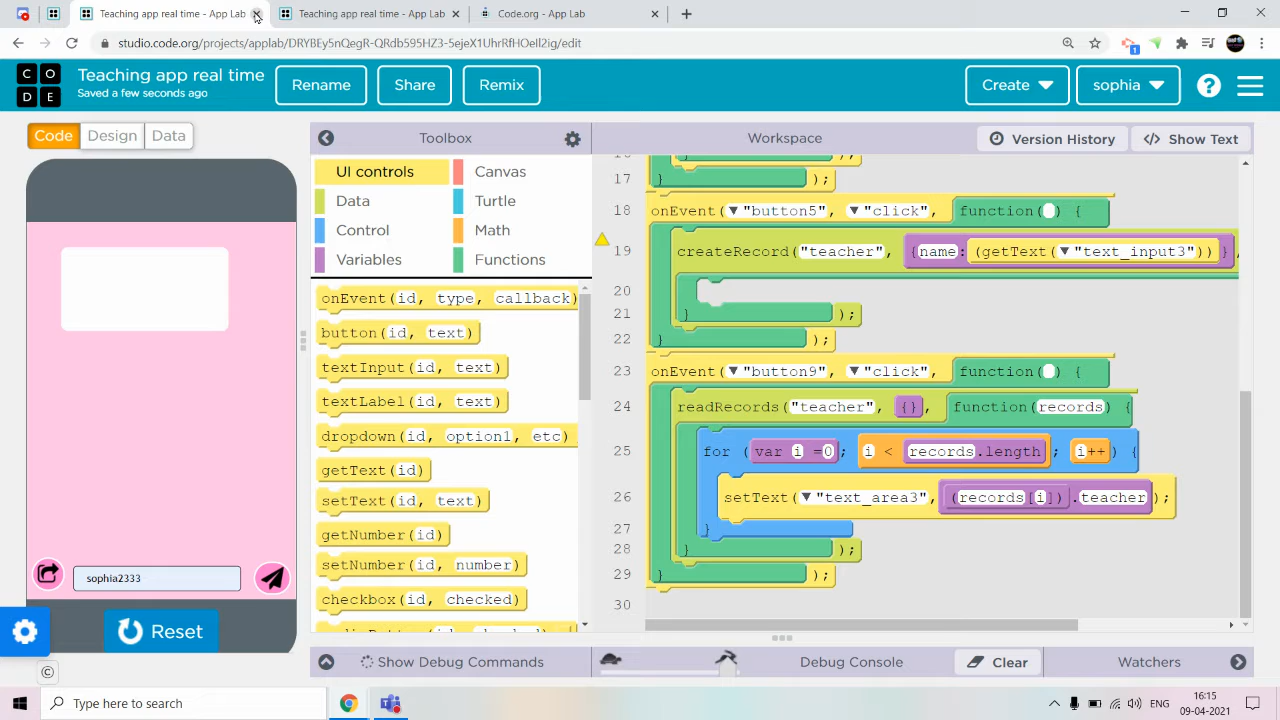 Teaching app real time - App Lab
Teaching app real time - App Lab
Code.org - App Lab
studio.code.org/projects/applab/DRYBEy5nQegR-QRdb595HZ3-5ejeX1UhrRfHOell2ig/edit
1
C O D E
Teaching app real time
Saved a few seconds ago
Rename
Share
Remix
Create
sophia
?
Code
Design
Data
Toolbox
Workspace
Version History
</> Show Text
UI controls
Canvas
Data
Turtle
Control
Math
Variables
Functions
onEvent(id, type, callback)
button(id, text)
textInput(id, text)
textLabel(id, text)
dropdown(id, option1, etc)
getText(id)
setText(id, text)
getNumber(id)
setNumber(id, number)
checkbox(id, checked)
16 );
17 } );
18 onEvent( "button5", "click", function( ) {
19 createRecord("teacher", {name:(getText( "text_input3"))},
20
21 } );
22 } );
23 onEvent( "button9", "click", function( ) {
24 readRecords("teacher", {}, function(records) {
25 for (var i =0; i < records.length; i++) {
26 setText( "text_area3", (records[i]).teacher);
27 }
28 } );
29 } );
30
sophia2333
Reset
©
Show Debug Commands
Debug Console
Clear
Watchers
Type here to search
ENG
16:15
09-04-2021